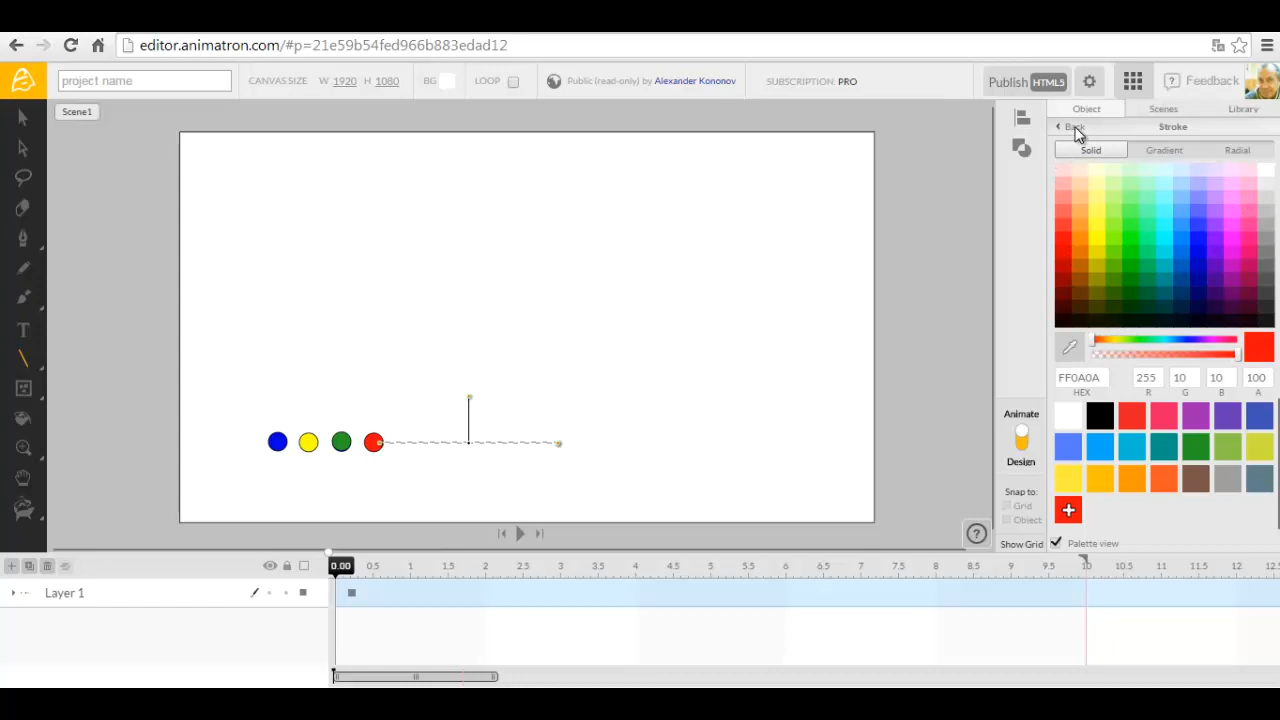 editor.animatron.com/#p=21e59b54fed966b883edad12
project name
CANVAS SIZE W 1920 H 1080 BG LOOP Public (read-only) by Alexander Kononov SUBSCRIPTION: PRO Publish HTML5 Feedback
Scene1
Object Scenes Library
Back Stroke
Solid Gradient Radial
FF0A0A 255 10 10 100
HEX R G B A
T
Animate
Design
Snap to:
Grid
Object
Show Grid
Palette view
?
0.00 0.5 1 1.5 2 2.5 3 3.5 4 4.5 5 5.5 6 6.5 7 7.5 8 8.5 9 9.5 10 10.5 11 11.5 12 12.5
Layer 1